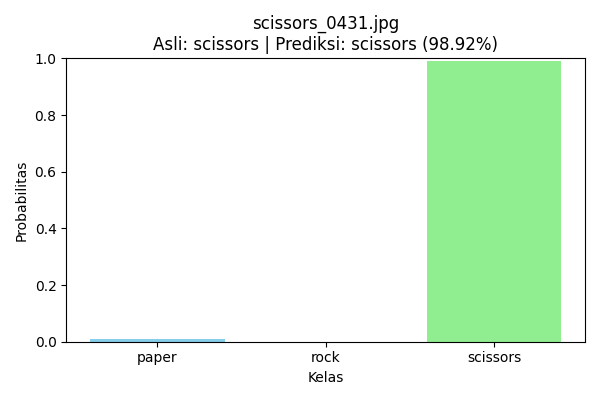 scissors_0431.jpg
Asli: scissors | Prediksi: scissors (98.92%)
1.0
0.8
0.6
0.4
0.2
0.0
Probabilitas
paper
rock
scissors
Kelas